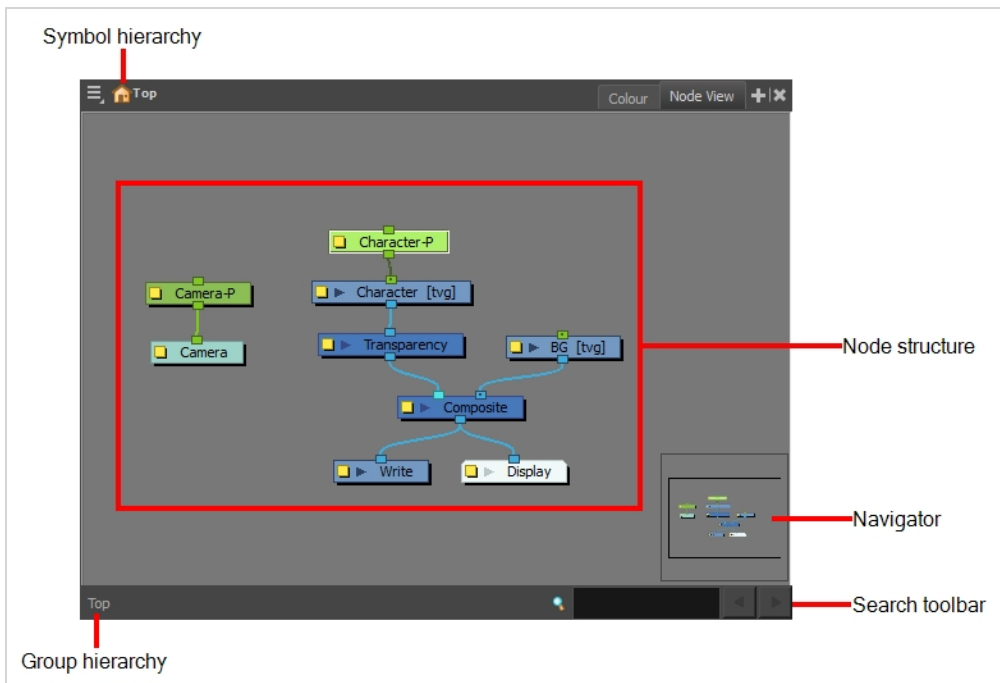 Symbol hierarchy
Top
Colour
Node View
Character-P
Camera-P
Character [tvg]
Camera
Transparency
BG [tvg]
Node structure
Composite
Write
Display
Navigator
Top
Search toolbar
Group hierarchy